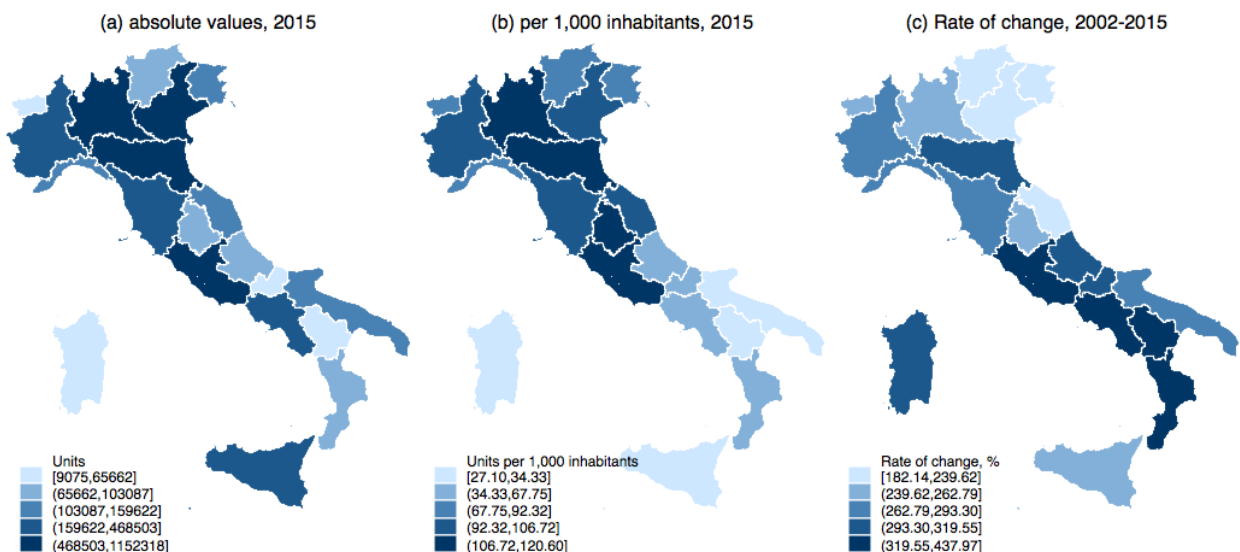 (a) absolute values, 2015
(b) per 1,000 inhabitants, 2015
(c) Rate of change, 2002-2015
Units
[9075,65662]
(65662,103087]
(103087,159622]
(159622,468503]
(468503,1152318]
Units per 1,000 inhabitants
[27.10,34.33]
(34.33,67.75]
(67.75,92.32]
(92.32,106.72]
(106.72,120.60]
Rate of change, %
[182.14,239.62]
(239.62,262.79]
(262.79,293.30]
(293.30,319.55]
(319.55,437.97]